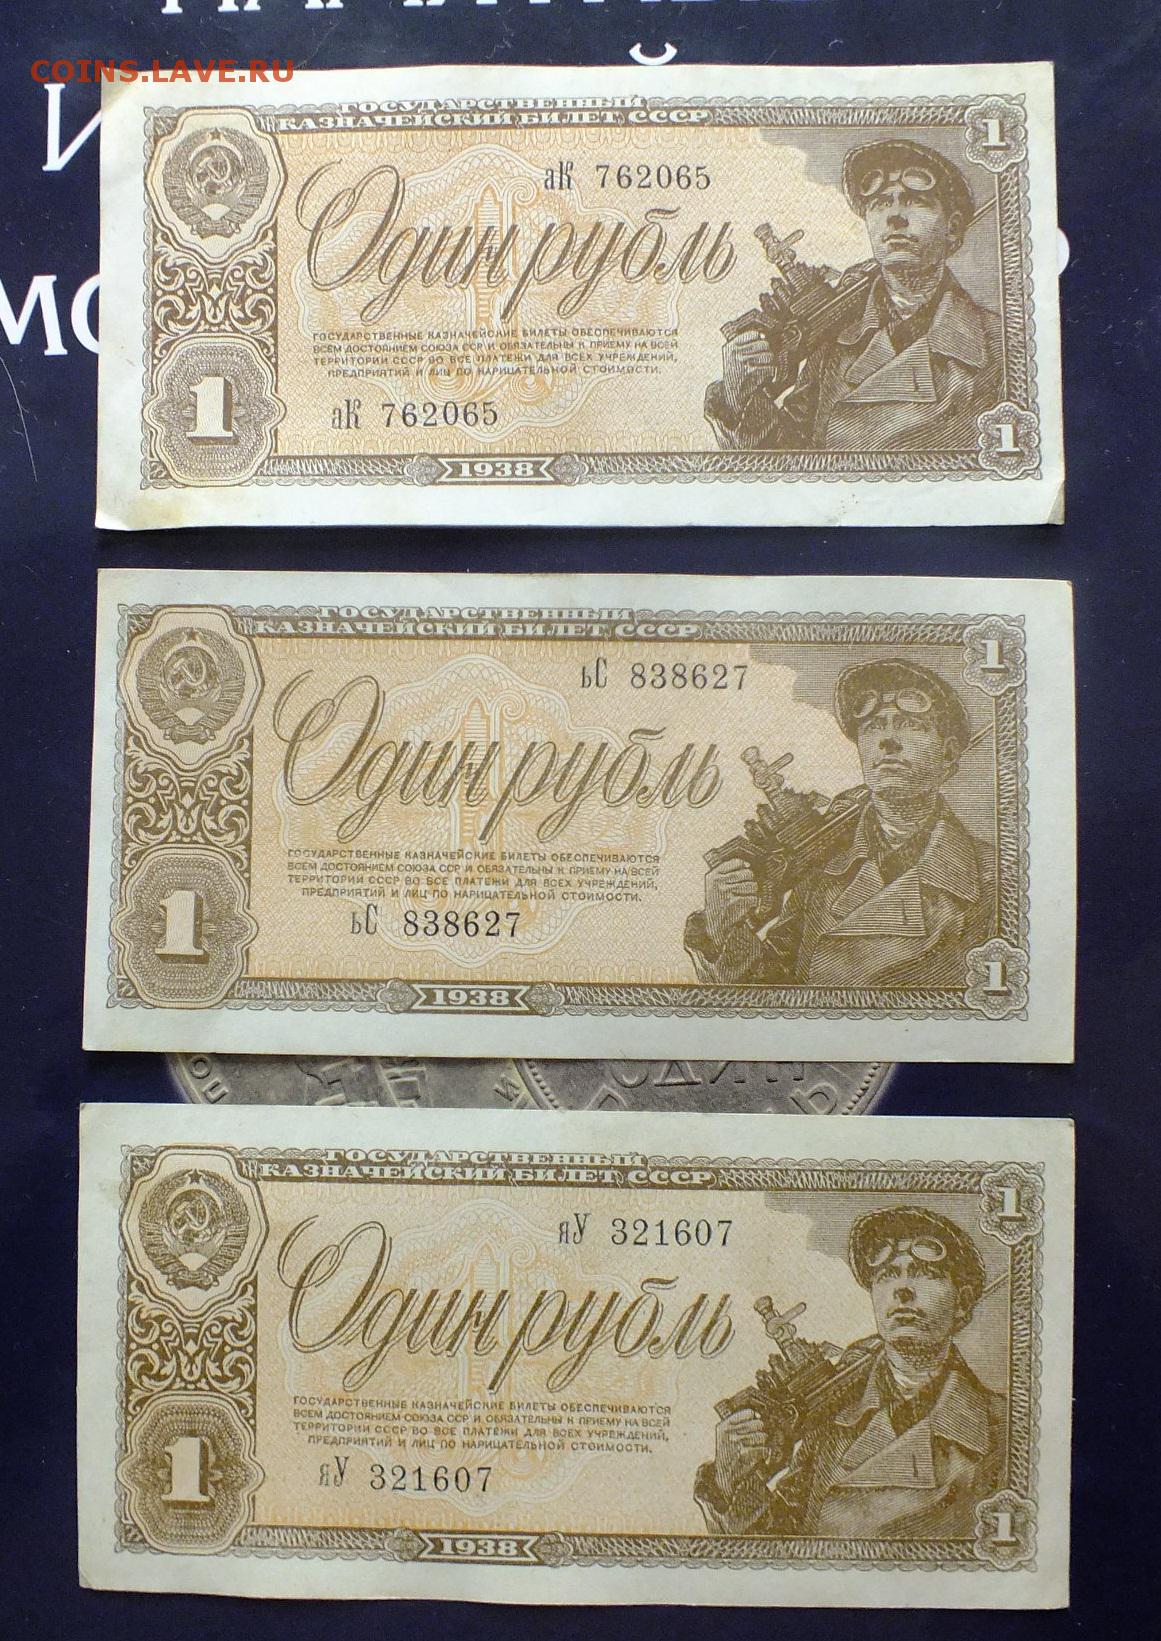 COINS.LAVE.RU
ГОСУДАРСТВЕННЫЙ
КАЗНАЧЕЙСКИЙ БИЛЕТ СССР
1
аК 762065
Один рубль
ГОСУДАРСТВЕННЫЕ КАЗНАЧЕЙСКИЕ БИЛЕТЫ ОБЕСПЕЧИВАЮТСЯ
ВСЕМ ДОСТОЯНИЕМ СОЮЗА ССР И ОБЯЗАТЕЛЬНЫ К ПРИЕМУ НА ВСЕЙ
ТЕРРИТОРИИ СССР ВО ВСЕ ПЛАТЕЖИ ДЛЯ ВСЕХ УЧРЕЖДЕНИЙ,
ПРЕДПРИЯТИЙ И ЛИЦ ПО НАРИЦАТЕЛЬНОЙ СТОИМОСТИ.
1
аК 762065
1
1938
ГОСУДАРСТВЕННЫЙ
КАЗНАЧЕЙСКИЙ БИЛЕТ СССР
1
ьС 838627
Один рубль
ГОСУДАРСТВЕННЫЕ КАЗНАЧЕЙСКИЕ БИЛЕТЫ ОБЕСПЕЧИВАЮТСЯ
ВСЕМ ДОСТОЯНИЕМ СОЮЗА ССР И ОБЯЗАТЕЛЬНЫ К ПРИЕМУ НА ВСЕЙ
ТЕРРИТОРИИ СССР ВО ВСЕ ПЛАТЕЖИ ДЛЯ ВСЕХ УЧРЕЖДЕНИЙ,
ПРЕДПРИЯТИЙ И ЛИЦ ПО НАРИЦАТЕЛЬНОЙ СТОИМОСТИ.
1
ьС 838627
1
1938
ГОСУДАРСТВЕННЫЙ
КАЗНАЧЕЙСКИЙ БИЛЕТ СССР
1
яУ 321607
Один рубль
ГОСУДАРСТВЕННЫЕ КАЗНАЧЕЙСКИЕ БИЛЕТЫ ОБЕСПЕЧИВАЮТСЯ
ВСЕМ ДОСТОЯНИЕМ СОЮЗА ССР И ОБЯЗАТЕЛЬНЫ К ПРИЕМУ НА ВСЕЙ
ТЕРРИТОРИИ СССР ВО ВСЕ ПЛАТЕЖИ ДЛЯ ВСЕХ УЧРЕЖДЕНИЙ,
ПРЕДПРИЯТИЙ И ЛИЦ ПО НАРИЦАТЕЛЬНОЙ СТОИМОСТИ.
1
яУ 321607
1
1938